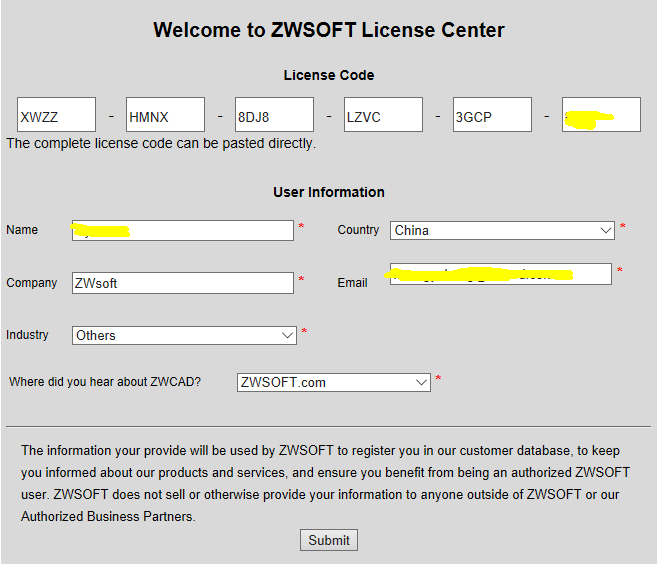 Welcome to ZWSOFT License Center
License Code
XWZZ - HMNX - 8DJ8 - LZVC - 3GCP -
The complete license code can be pasted directly.
User Information
Name * Country China *
Company ZWsoft * Email *
Industry Others *
Where did you hear about ZWCAD? ZWSOFT.com *
The information your provide will be used by ZWSOFT to register you in our customer database, to keep
you informed about our products and services, and ensure you benefit from being an authorized ZWSOFT
user. ZWSOFT does not sell or otherwise provide your information to anyone outside of ZWSOFT or our
Authorized Business Partners.
Submit